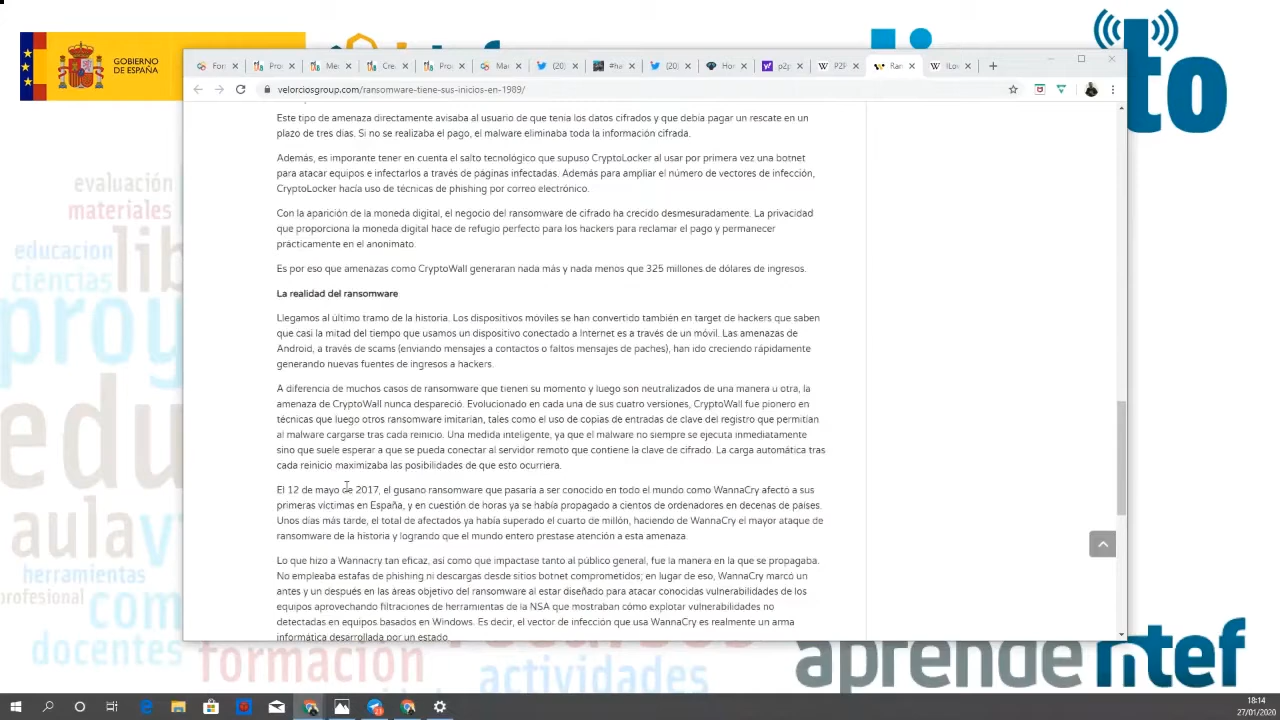 GOBIERNO
DE ESPAÑA
For
Pro
Me
Cre
Pro
Ma
(20
#ha
(20
Hor
p2p
P2F
Ran
ILov
velorciosgroup.com/ransomware-tiene-sus-inicios-en-1989/
Este tipo de amenaza directamente avisaba al usuario de que tenía los datos cifrados y que debía pagar un rescate en un
plazo de tres días. Si no se realizaba el pago, el malware eliminaba toda la información cifrada.
Además, es imporante tener en cuenta el salto tecnológico que supuso CryptoLocker al usar por primera vez una botnet
para atacar equipos e infectarlos a través de páginas infectadas. Además para ampliar el número de vectores de infección,
CryptoLocker hacía uso de técnicas de phishing por correo electrónico.
Con la aparición de la moneda digital, el negocio del ransomware de cifrado ha crecido desmesuradamente. La privacidad
que proporciona la moneda digital hace de refugio perfecto para los hackers para reclamar el pago y permanecer
prácticamente en el anonimato.
Es por eso que amenazas como CryptoWall generaran nada más y nada menos que 325 millones de dólares de ingresos.
La realidad del ransomware
Llegamos al último tramo de la historia. Los dispositivos móviles se han convertido también en target de hackers que saben
que casi la mitad del tiempo que usamos un dispositivo conectado a Internet es a través de un móvil. Las amenazas de
Android, a través de scams (enviando mensajes a contactos o faltos mensajes de paches), han ido creciendo rápidamente
generando nuevas fuentes de ingresos a hackers.
A diferencia de muchos casos de ransomware que tienen su momento y luego son neutralizados de una manera u otra, la
amenaza de CryptoWall nunca despareció. Evolucionado en cada una de sus cuatro versiones, CryptoWall fue pionero en
técnicas que luego otros ransomware imitarían, tales como el uso de copias de entradas de clave del registro que permitían
al malware cargarse tras cada reinicio. Una medida inteligente, ya que el malware no siempre se ejecuta inmediatamente
sino que suele esperar a que se pueda conectar al servidor remoto que contiene la clave de cifrado. La carga automática tras
cada reinicio maximizaba las posibilidades de que esto ocurriera.
El 12 de mayo de 2017, el gusano ransomware que pasaría a ser conocido en todo el mundo como WannaCry afecto a sus
primeras víctimas en España, y en cuestión de horas ya se había propagado a cientos de ordenadores en decenas de países.
Unos días más tarde, el total de afectados ya había superado el cuarto de millón, haciendo de WannaCry el mayor ataque de
ransomware de la historia y logrando que el mundo entero prestase atención a esta amenaza.
Lo que hizo a Wannacry tan eficaz, así como que impactase tanto al público general, fue la manera en la que se propagaba.
No empleaba estafas de phishing ni descargas desde sitios botnet comprometidos; en lugar de eso, WannaCry marcó un
antes y un después en las áreas objetivo del ransomware al estar diseñado para atacar conocidas vulnerabilidades de los
equipos aprovechando filtraciones de herramientas de la NSA que mostraban cómo explotar vulnerabilidades no
detectadas en equipos basados en Windows. Es decir, el vector de infección que usa WannaCry es realmente un arma
informática desarrollada por un estado.
evaluación
materiales
educación
ciencias
lib
proy
edu
aula
herramientas
profesional
com
docentes
formación
actividades
to
aprendeintef
18:14
27/01/2020